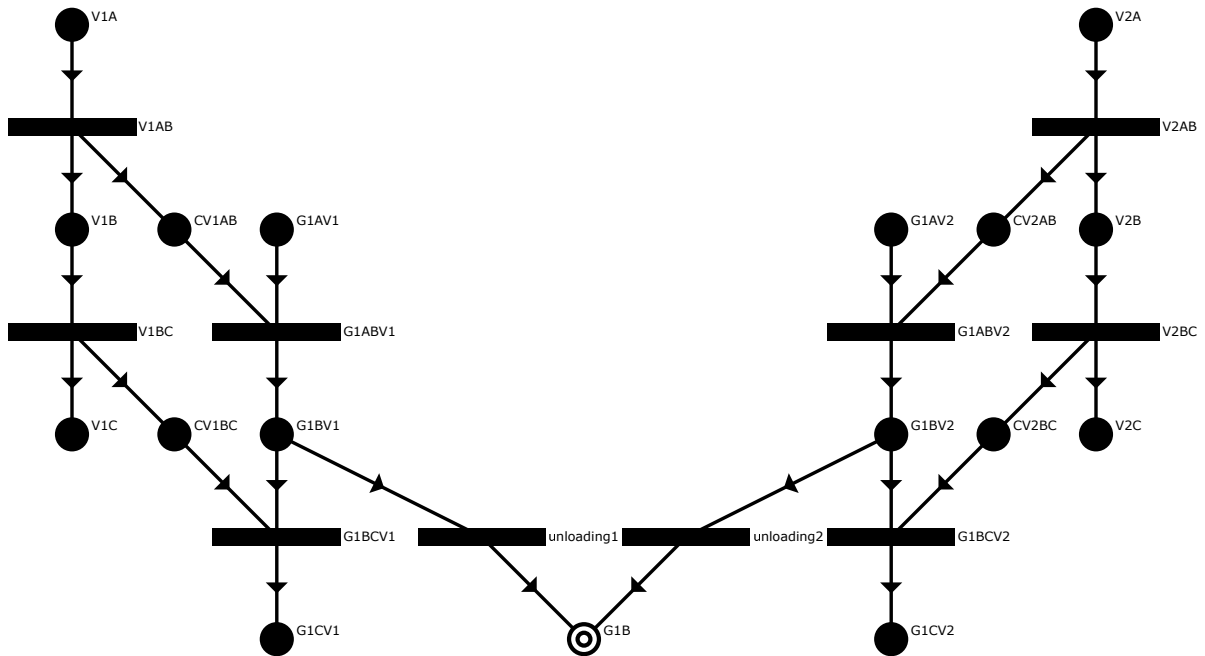 V1A
V2A
V1AB
V2AB
V1B
CV1AB
G1AV1
G1AV2
CV2AB
V2B
V1BC
G1ABV1
G1ABV2
V2BC
V1C
CV1BC
G1BV1
G1BV2
CV2BC
V2C
G1BCV1
unloading1
unloading2
G1BCV2
G1CV1
G1B
G1CV2